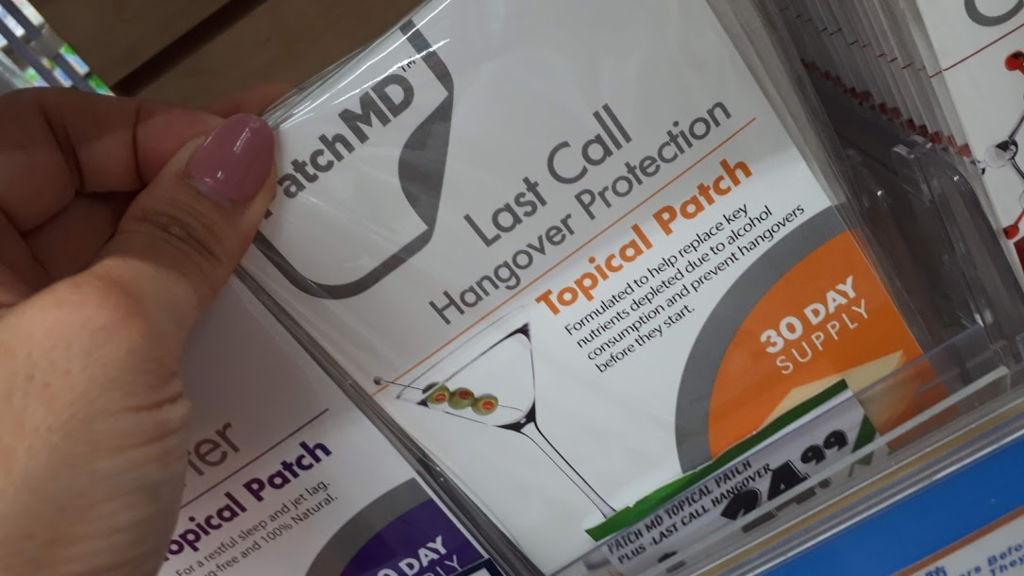 PatchMD™
Last Call
Hangover Protection
Topical Patch
Formulated to help replace key
nutrients depleted due to alcohol
consumption and prevent hangovers
before they start.
30 DAY
SUPPLY
PATCH MD TOPICAL PATCH
PLUS -LAST CALL HANGOVER
24.99
Topical Patch
For a restful sleep and jet lag.
and 100% Natural.
DAY